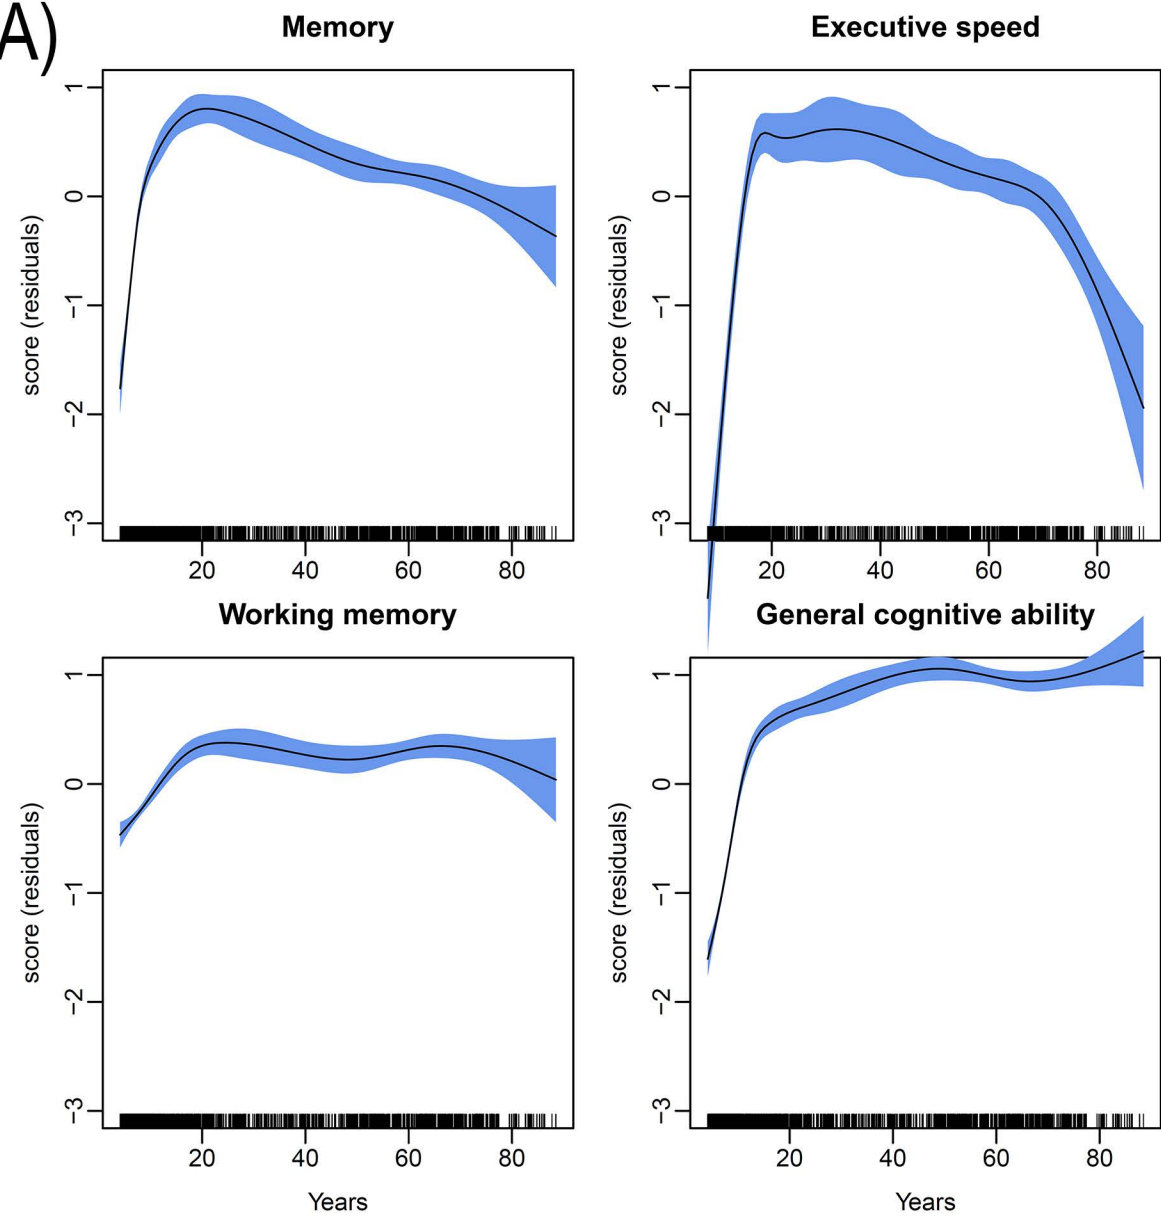 A)
Memory
Executive speed
score (residuals)
1
0
-1
-2
-3
20 40 60 80
score (residuals)
1
0
-1
-2
-3
20 40 60 80
Working memory
General cognitive ability
score (residuals)
1
0
-1
-2
-3
20 40 60 80
Years
score (residuals)
1
0
-1
-2
-3
20 40 60 80
Years